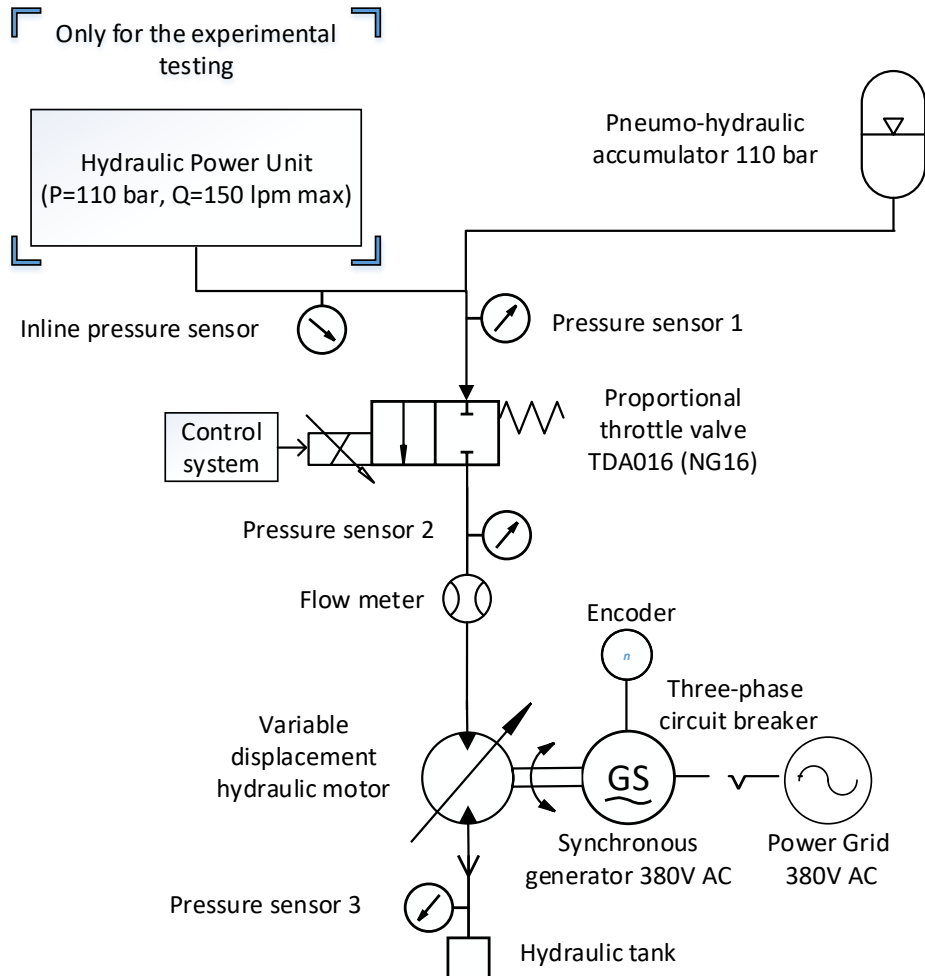 Only for the experimental
testing
Hydraulic Power Unit
(P=110 bar, Q=150 lpm max)
Pneumo-hydraulic
accumulator 110 bar
Inline pressure sensor
Pressure sensor 1
Control
system
Proportional
throttle valve
TDA016 (NG16)
Pressure sensor 2
Flow meter
Encoder
n
Three-phase
circuit breaker
Variable
displacement
hydraulic motor
GS
Synchronous
generator 380V AC
Power Grid
380V AC
Pressure sensor 3
Hydraulic tank